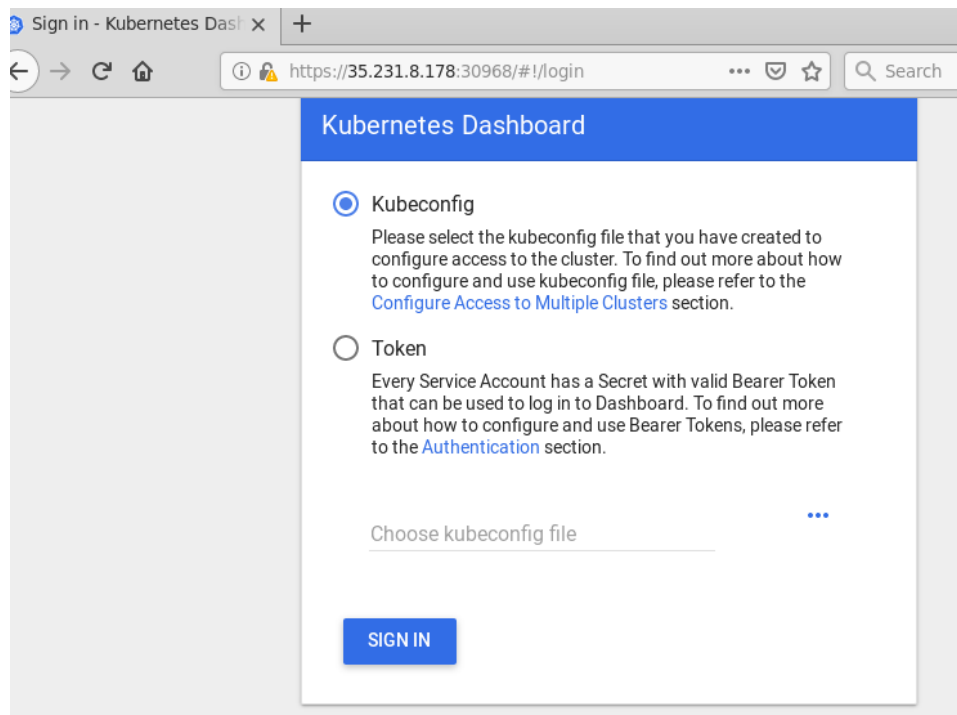 Sign in - Kubernetes Dash
https://35.231.8.178:30968/#!/login
Search
Kubernetes Dashboard
Kubeconfig
Please select the kubeconfig file that you have created to
configure access to the cluster. To find out more about how
to configure and use kubeconfig file, please refer to the
Configure Access to Multiple Clusters section.
Token
Every Service Account has a Secret with valid Bearer Token
that can be used to log in to Dashboard. To find out more
about how to configure and use Bearer Tokens, please refer
to the Authentication section.
Choose kubeconfig file
SIGN IN